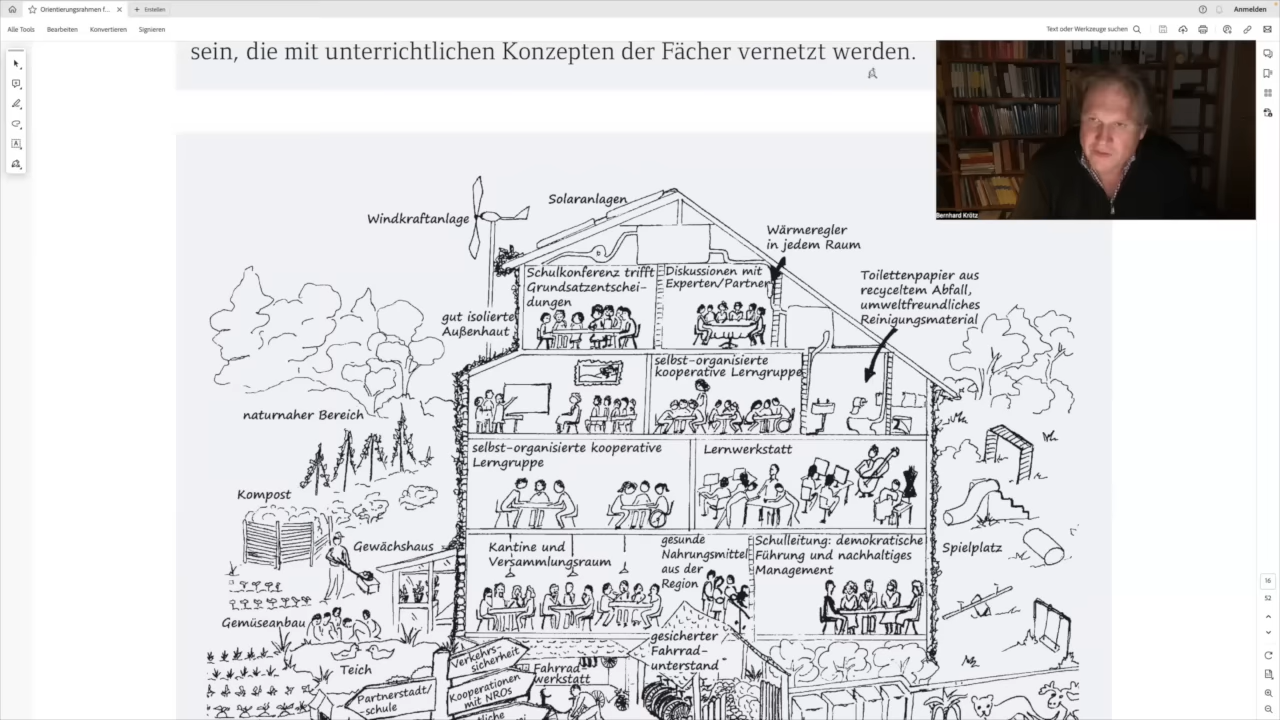 Orientierungsrahmen f...
Erstellen
Anmelden
Alle Tools
Bearbeiten
Konvertieren
Signieren
Text oder Werkzeuge suchen
sein, die mit unterrichtlichen Konzepten der Fächer vernetzt werden.
Bernhard Krötz
Windkraftanlage
Solaranlagen
Wärmeregler
in jedem Raum
Schulkonferenz trifft
Grundsatzentschei-
dungen
Diskussionen mit
Experten/Partner
Toilettenpapier aus
recyceltem Abfall,
umweltfreundliches
Reinigungsmaterial
gut isolierte
Außenhaut
selbst-organisierte
kooperative Lerngruppe
naturnaher Bereich
selbst-organisierte kooperative
Lerngruppe
Lernwerkstatt
Kompost
Gewächshaus
Kantine und
Versammlungsraum
gesunde
Nahrungsmittel
aus der
Region
Schulleitung: demokratische
Führung und nachhaltiges
Management
Spielplatz
Gemüseanbau
Teich
Verkehrs
sicherheit
Fahrrad
werkstatt
gesicherter
Fahrrad-
unterstand
Partnerstadt/
schule
Kooperationen
mit NROs
16
52